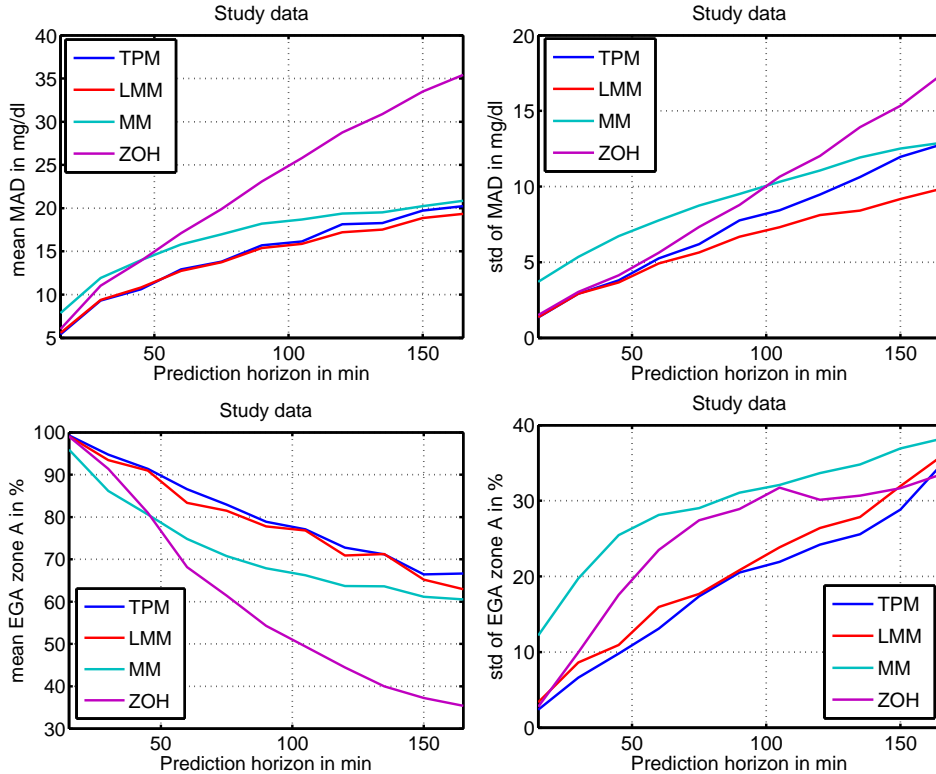 Study data
mean MAD in mg/dl
40
35
30
25
20
15
10
5
TPM
LMM
MM
ZOH
50
100
150
Prediction horizon in min
Study data
std of MAD in mg/dl
20
15
10
5
0
TPM
LMM
MM
ZOH
50
100
150
Prediction horizon in min
Study data
mean EGA zone A in %
100
90
80
70
60
50
40
30
TPM
LMM
MM
ZOH
50
100
150
Prediction horizon in min
Study data
std of EGA zone A in %
40
30
20
10
0
TPM
LMM
MM
ZOH
50
100
150
Prediction horizon in min